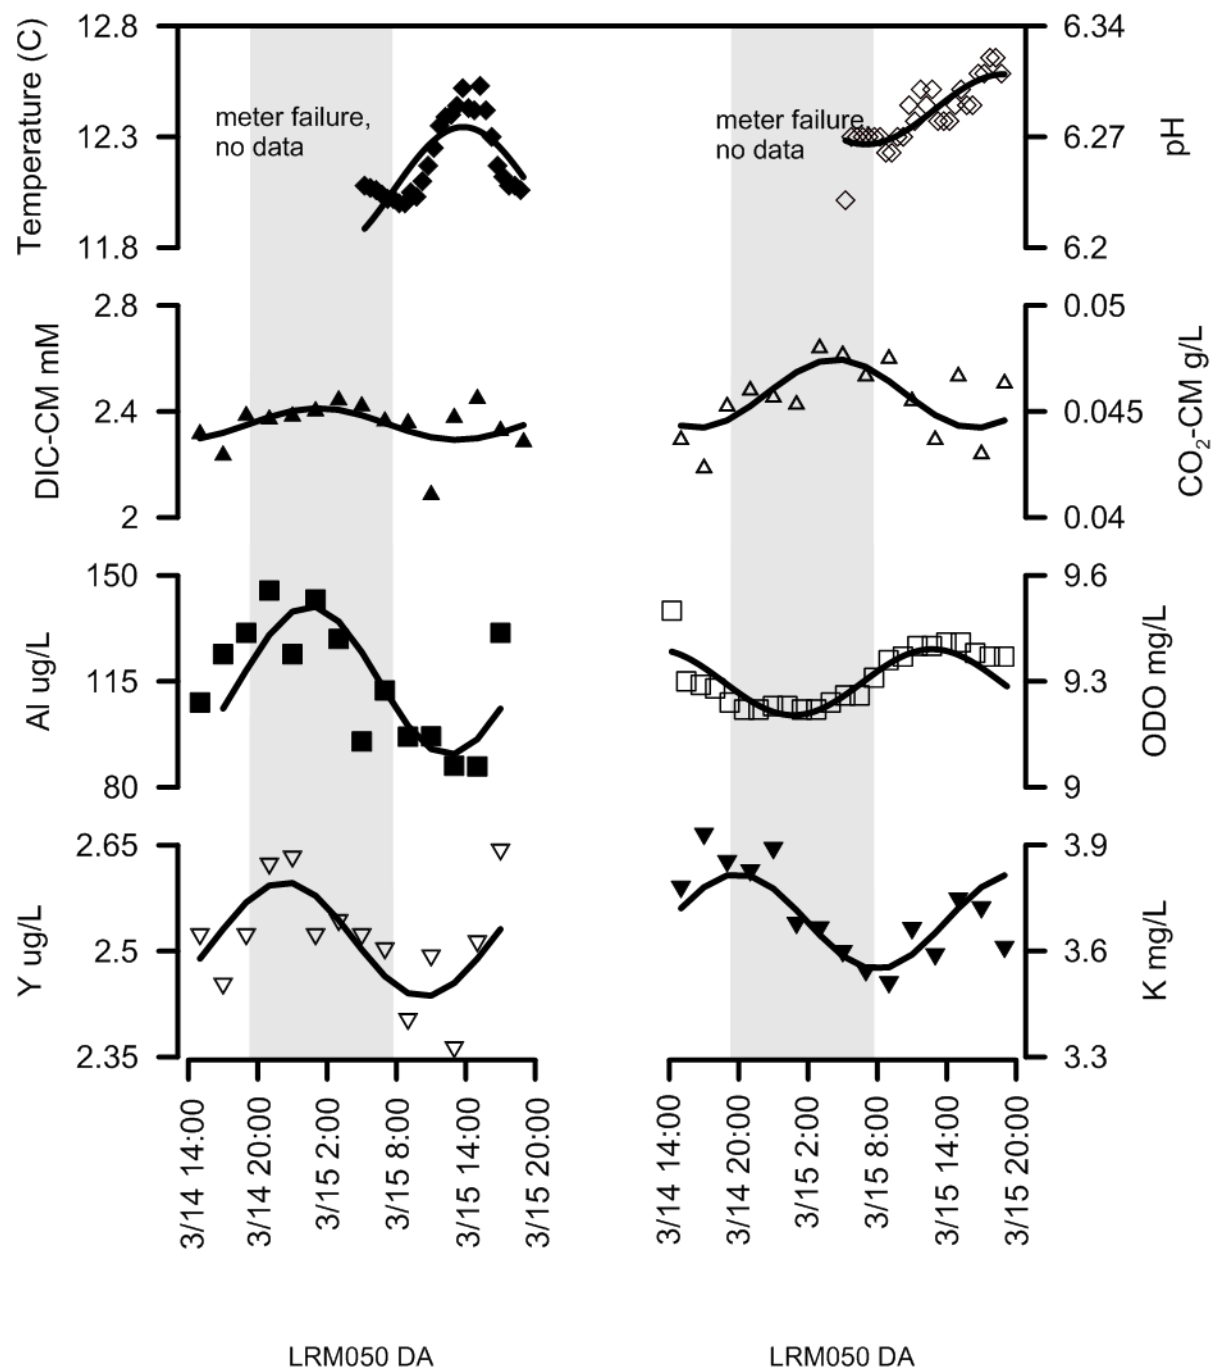 12.8
12.3
11.8
Temperature (C)
meter failure,
no data
6.34
6.27
6.2
pH
meter failure
no data
2.8
2.4
2
DIC-CM mM
0.05
0.045
0.04
CO2-CM g/L
150
115
80
Al ug/L
9.6
9.3
9
ODO mg/L
2.65
2.5
2.35
Y ug/L
3.9
3.6
3.3
K mg/L
3/14 14:00
3/14 20:00
3/15 2:00
3/15 8:00
3/15 14:00
3/15 20:00
3/14 14:00
3/14 20:00
3/15 2:00
3/15 8:00
3/15 14:00
3/15 20:00
LRM050 DA
LRM050 DA